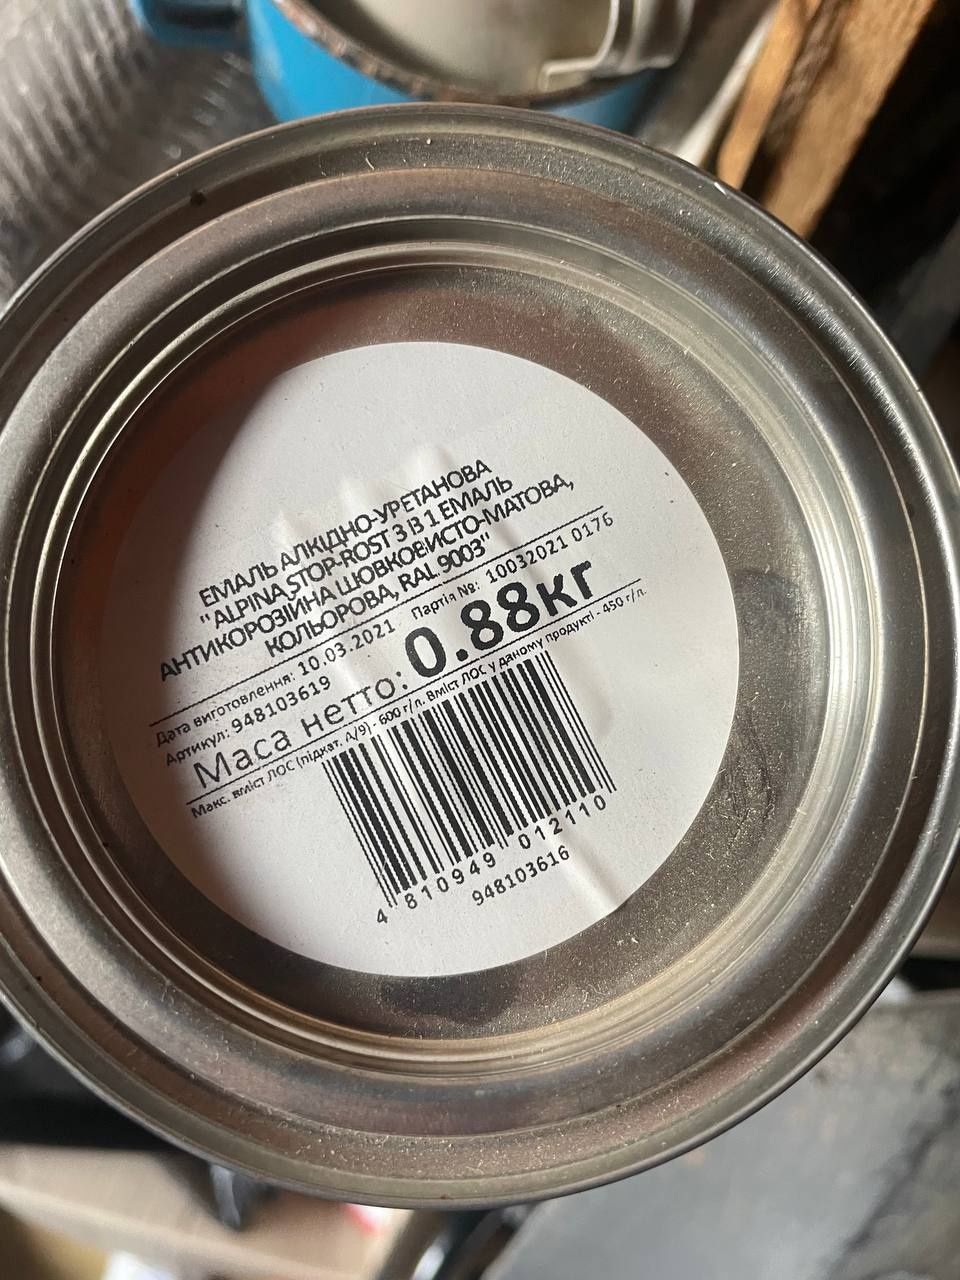 ЕМАЛЬ АЛКІДНО-УРЕТАНОВА
"ALPINA STOP-ROST 3 ІЗ 1 ЕМАЛЬ
АНТИКОРОЗІЙНА ШОВКОВИСТО-МАТОВА,
КОЛЬОРОВА, RAL 9003"
Дата виготовлення: 10.03.2021 Партія №: 10032021 0176
Артикул: 948103619
Маса нетто: 0.88кг
Макс. вміст ЛОС (підкат. А/9) - 600 г/л. Вміст ЛОС у даному продукті - 450 г/л.
4 810949 012110
948103616